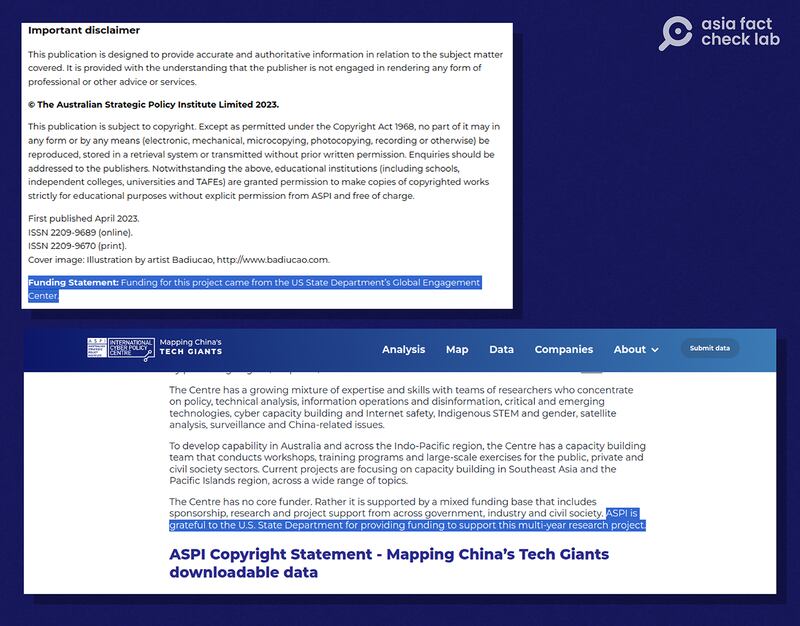 asia fact
check lab
Important disclaimer
This publication is designed to provide accurate and authoritative information in relation to the subject matter
covered. It is provided with the understanding that the publisher is not engaged in rendering any form of
professional or other advice or services.
© The Australian Strategic Policy Institute Limited 2023.
This publication is subject to copyright. Except as permitted under the Copyright Act 1968, no part of it may in
any form or by any means (electronic, mechanical, microcopying, photocopying, recording or otherwise) be
reproduced, stored in a retrieval system or transmitted without prior written permission. Enquiries should be
addressed to the publishers. Notwithstanding the above, educational institutions (including schools,
independent colleges, universities and TAFEs) are granted permission to make copies of copyrighted works
strictly for educational purposes without explicit permission from ASPI and free of charge.
First published April 2023.
ISSN 2209-9689 (online).
ISSN 2209-9670 (print).
Cover image: Illustration by artist Badiucao, http://www.badiucao.com.
Funding Statement: Funding for this project came from the US State Department's Global Engagement
Center.
ASPI
INTERNATIONAL
CYBER POLICY
CENTRE
Mapping China's
TECH GIANTS
Analysis Map Data Companies About Submit data
The Centre has a growing mixture of expertise and skills with teams of researchers who concentrate
on policy, technical analysis, information operations and disinformation, critical and emerging
technologies, cyber capacity building and Internet safety, Indigenous STEM and gender, satellite
analysis, surveillance and China-related issues.
To develop capability in Australia and across the Indo-Pacific region, the Centre has a capacity building
team that conducts workshops, training programs and large-scale exercises for the public, private and
civil society sectors. Current projects are focusing on capacity building in Southeast Asia and the
Pacific Islands region, across a wide range of topics.
The Centre has no core funder. Rather it is supported by a mixed funding base that includes
sponsorship, research and project support from across government, industry and civil society. ASPI is
grateful to the U.S. State Department for providing funding to support this multi-year research project.
ASPI Copyright Statement - Mapping China's Tech Giants
downloadable data